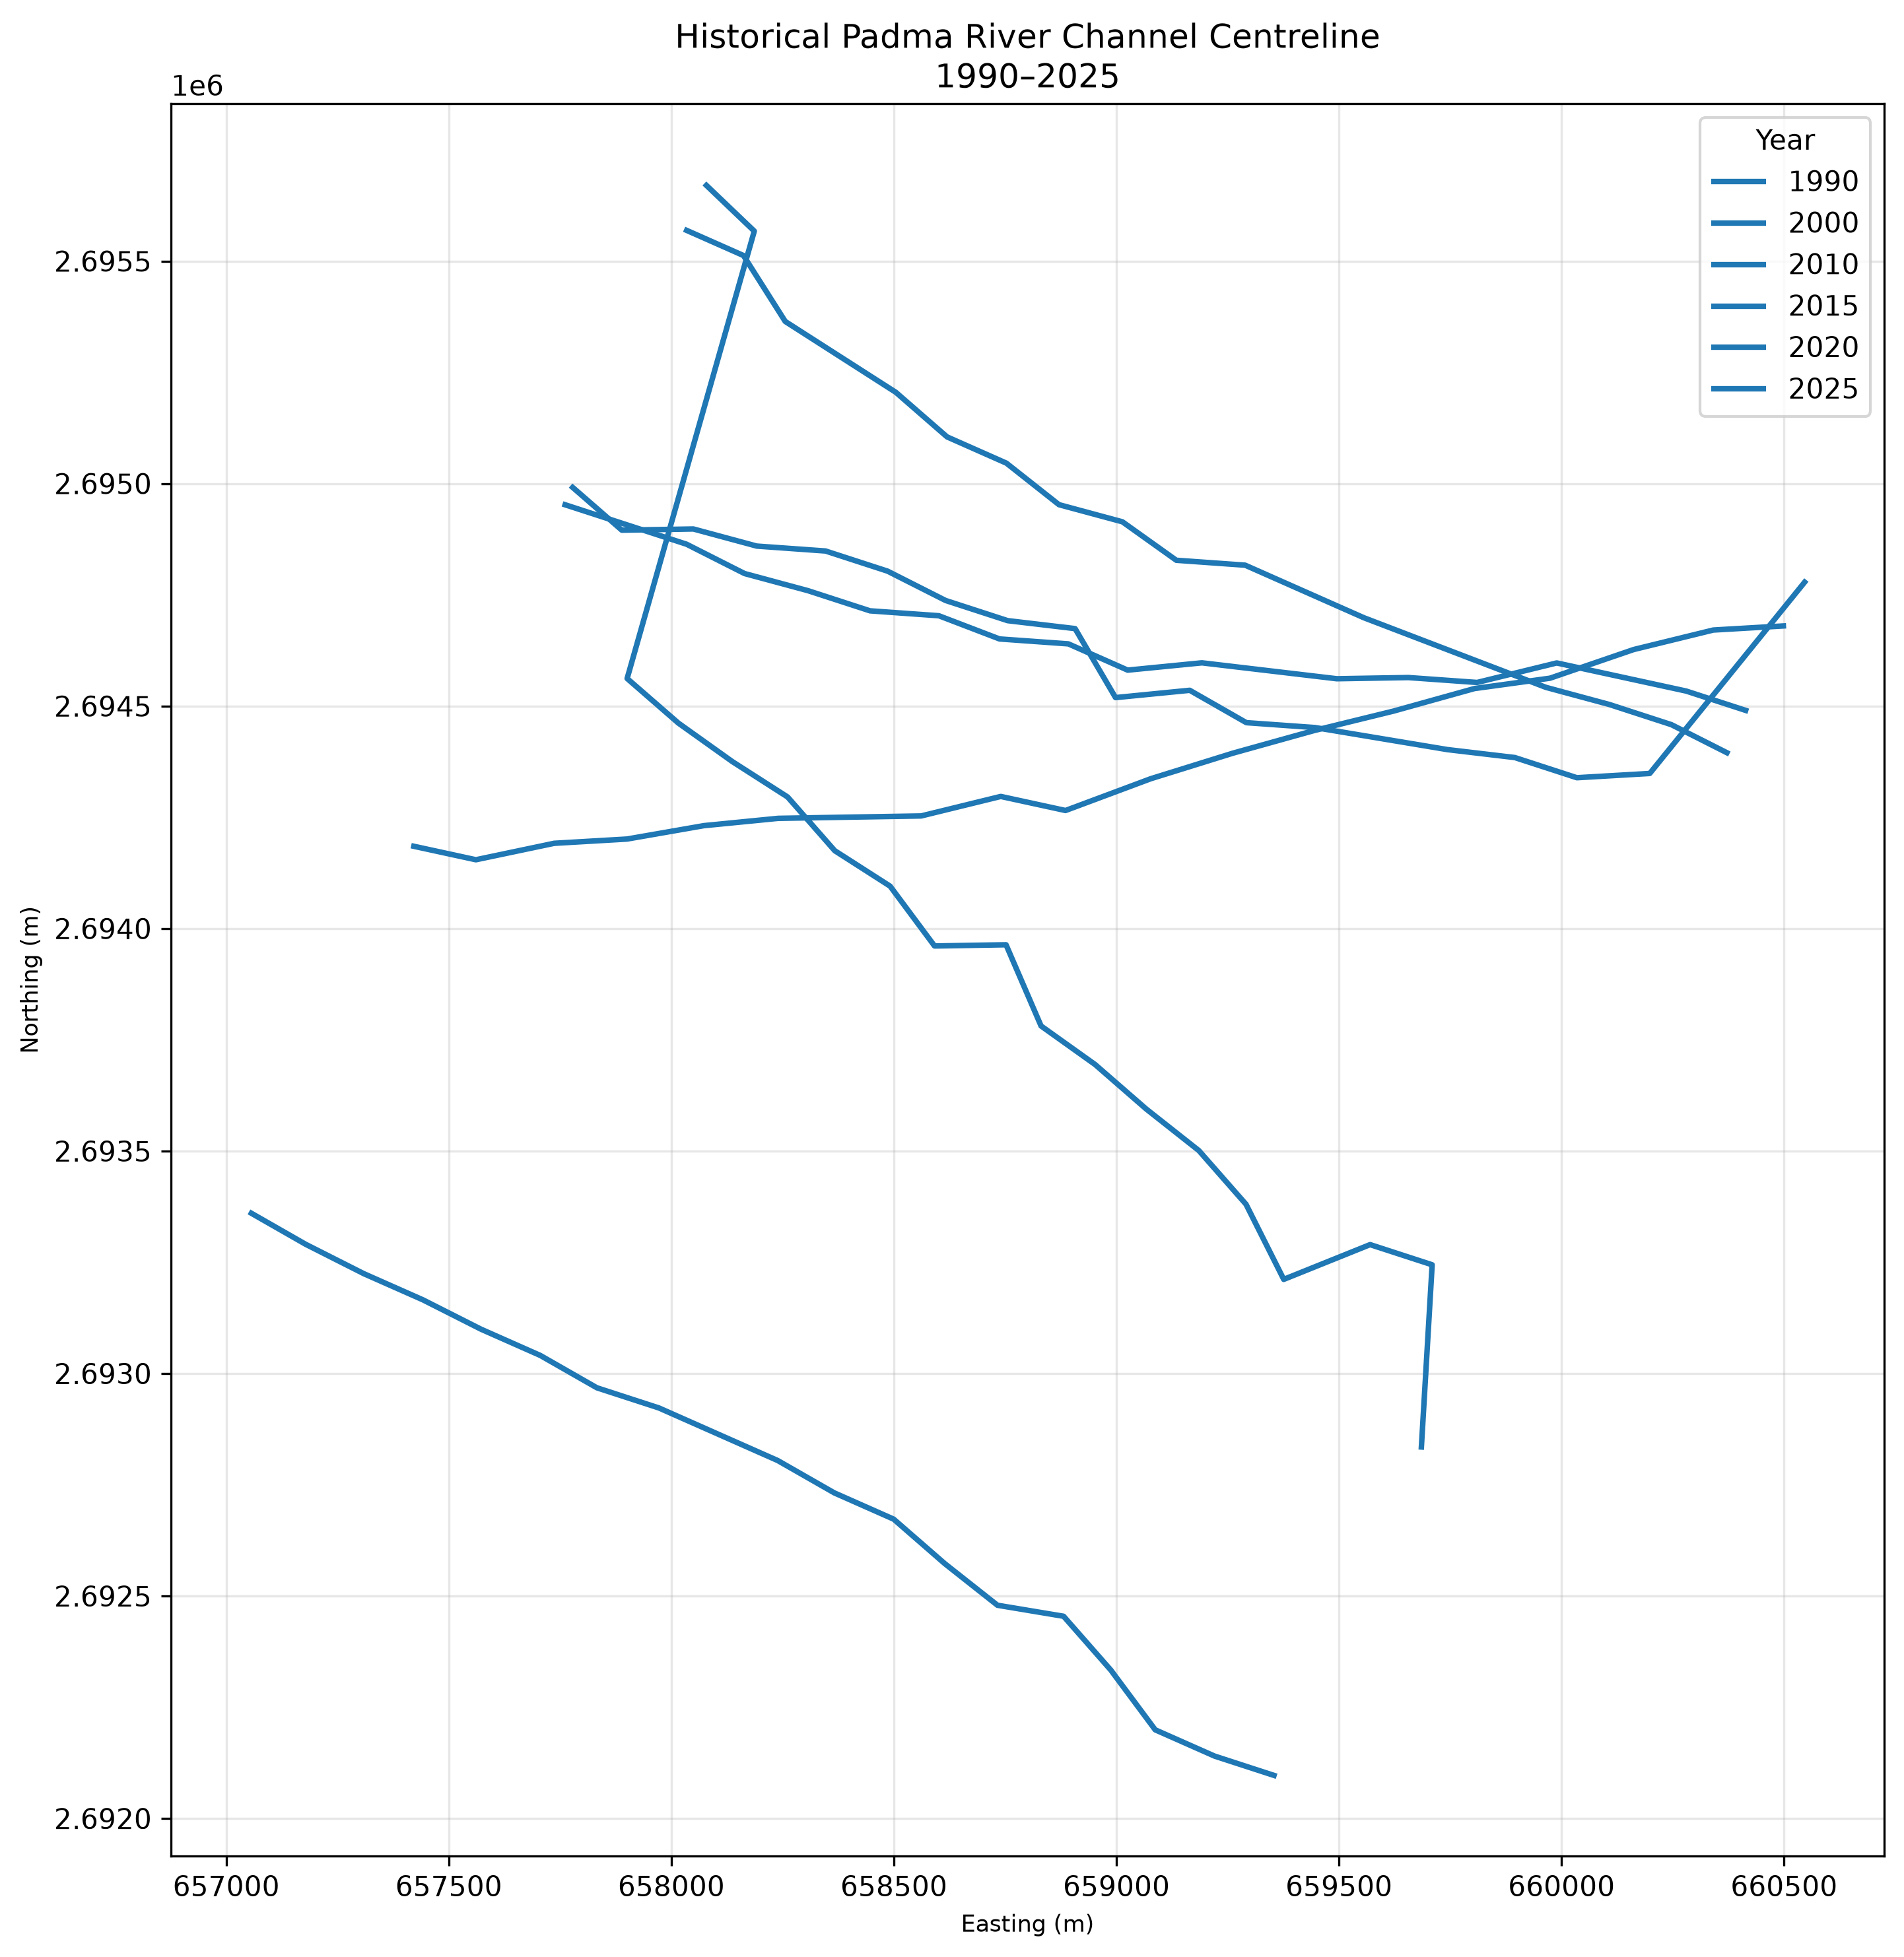 Historical Padma River Channel Centreline
1990–2025
1e6
Year
1990
2000
2010
2015
2020
2025
2.6955
2.6950
2.6945
2.6940
2.6935
2.6930
2.6925
2.6920
Northing (m)
657000 657500 658000 658500 659000 659500 660000 660500
Easting (m)